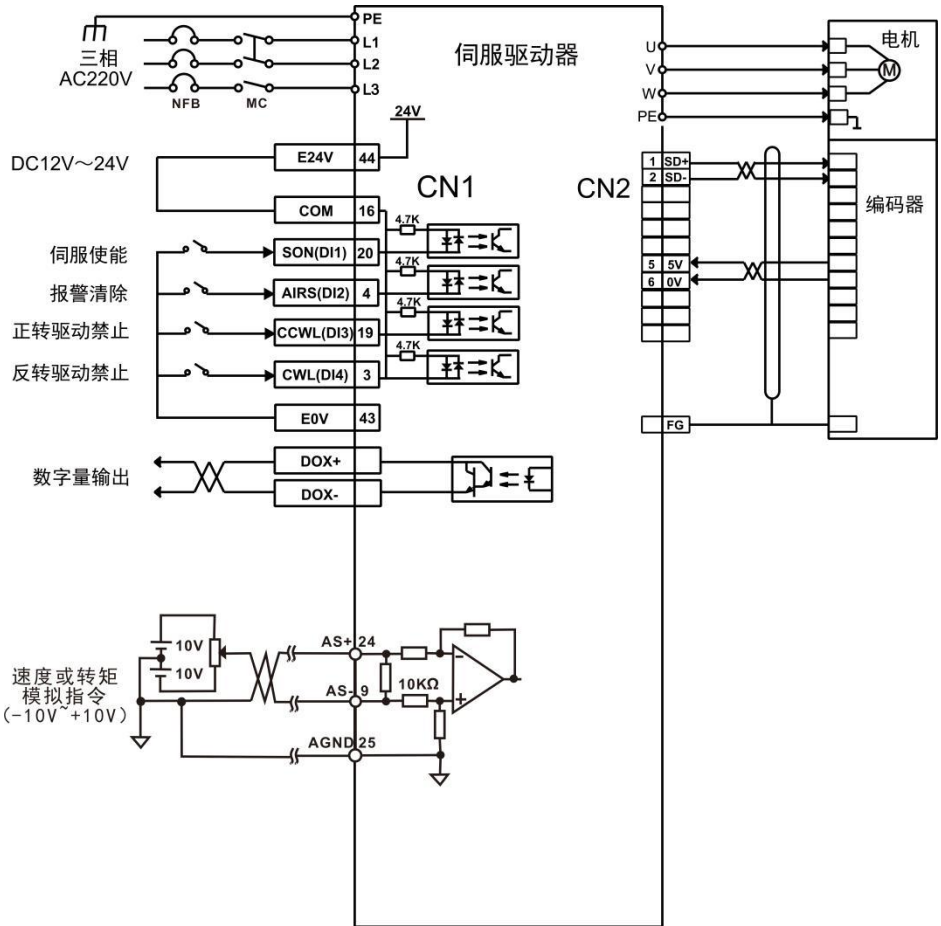 PE
三相
AC220V
L1
L2
L3
NFB
MC
伺服驱动器
24V
U
V
W
PE
电机
M
DC12V～24V
E24V 44
CN1
CN2
COM 16
4.7K
伺服使能
SON(DI1) 20
4.7K
报警清除
AIRS(DI2) 4
4.7K
正转驱动禁止
CCWL(DI3) 19
4.7K
反转驱动禁止
CWL(DI4) 3
E0V 43
1 SD+
2 SD-
编码器
5 5V
6 0V
FG
数字量输出
DOX+
DOX-
速度或转矩
模拟指令
(-10V~+10V)
10V
10V
AS+ 24
AS- 9
10KΩ
AGND 25